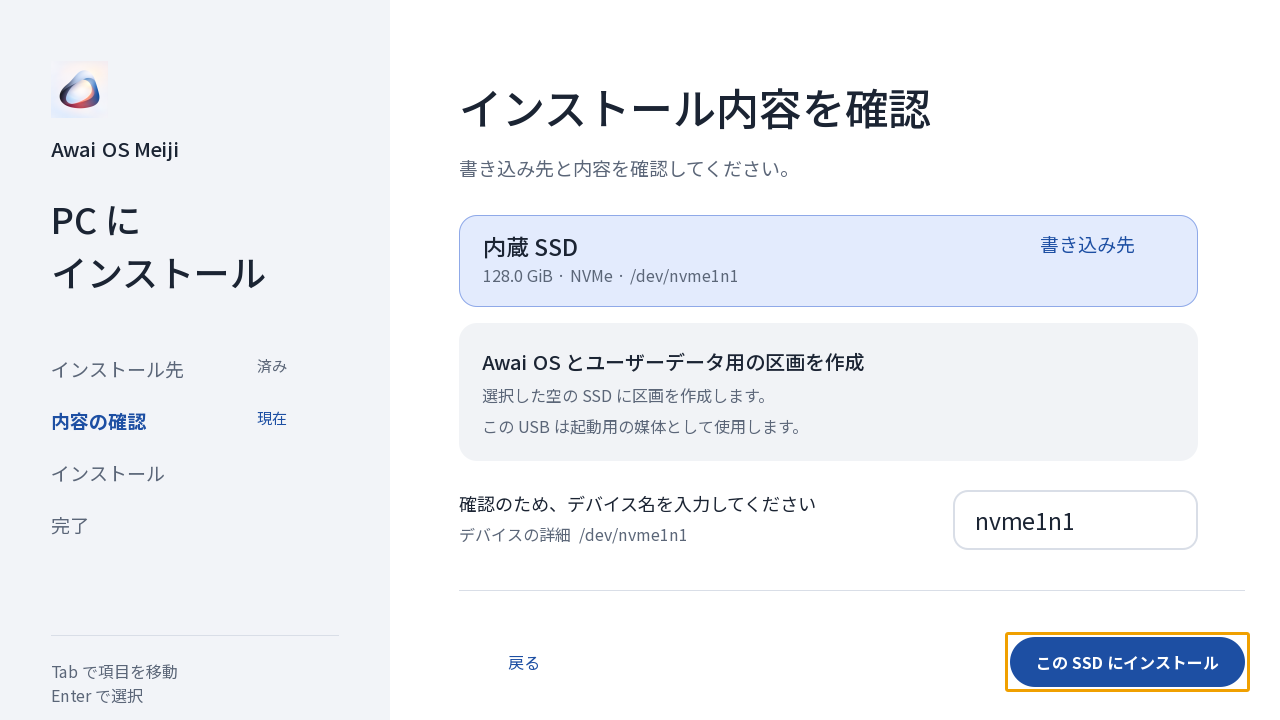 Awai OS Meiji
PC に
インストール
インストール先 済み
内容の確認 現在
インストール
完了
Tab で項目を移動
Enter で選択
インストール内容を確認
書き込み先と内容を確認してください。
内蔵 SSD 書き込み先
128.0 GiB · NVMe · /dev/nvme1n1
Awai OS とユーザーデータ用の区画を作成
選択した空の SSD に区画を作成します。
この USB は起動用の媒体として使用します。
確認のため、デバイス名を入力してください
デバイスの詳細 /dev/nvme1n1
nvme1n1
戻る
この SSD にインストール